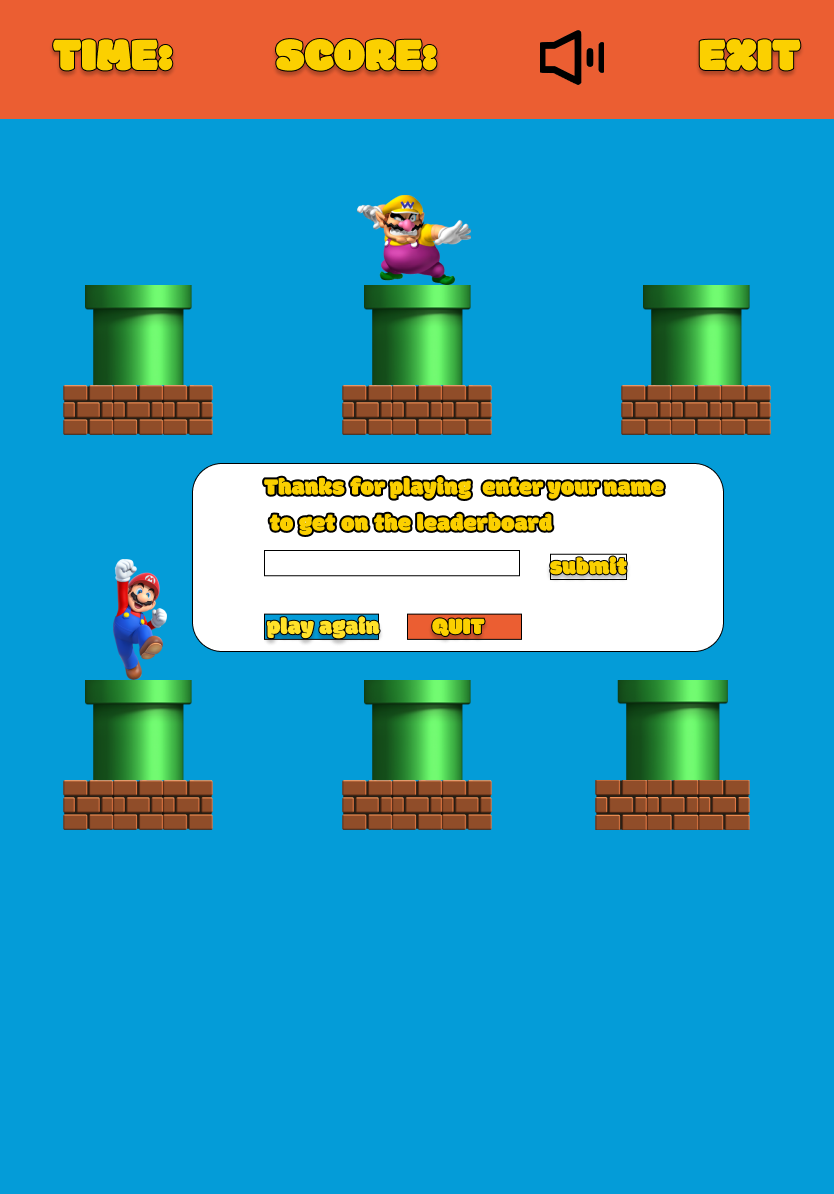 TIME: SCORE: EXIT
W
Thanks for playing enter your name
to get on the leaderboard
submit
play again QUIT
M